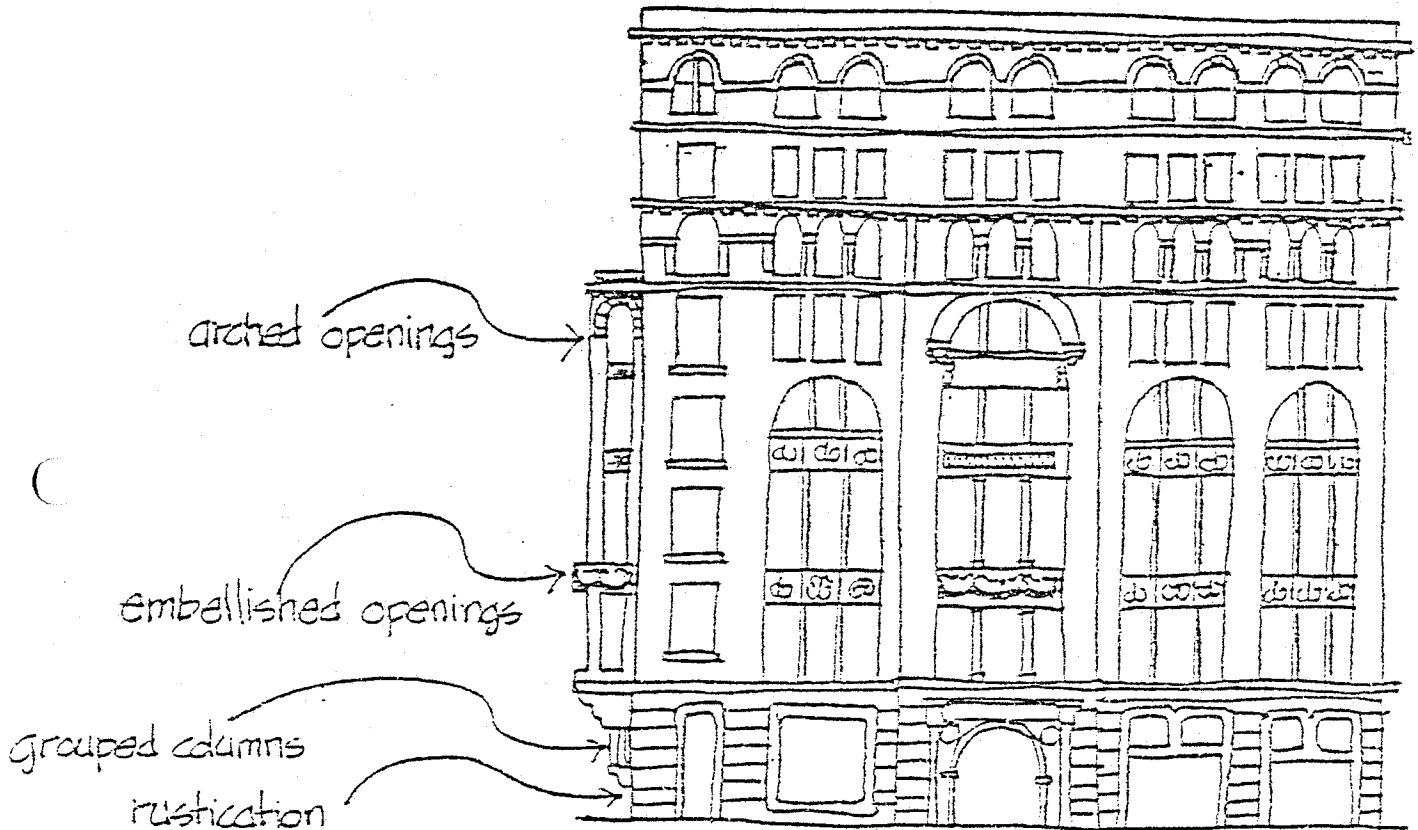 arched openings
embellished openings
grouped columns
rustication